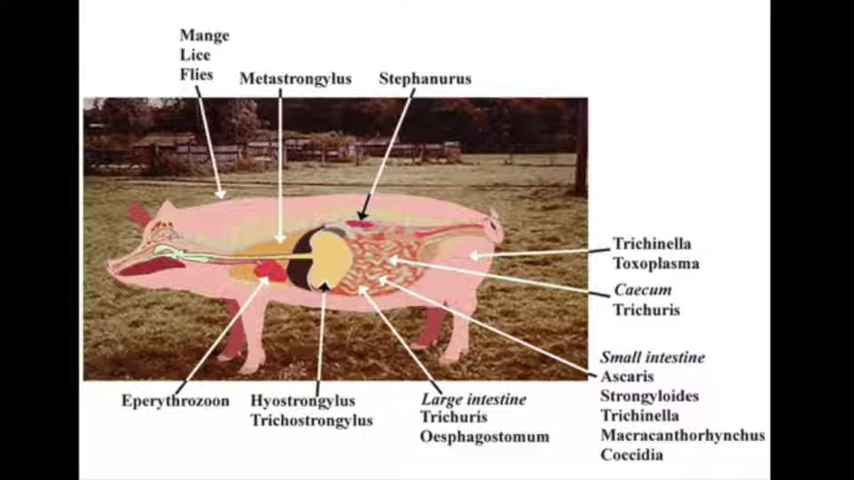 Mange
Lice
Flies
Metastrongylus
Stephanurus
Trichinella
Toxoplasma
Caecum
Trichuris
Small intestine
Ascaris
Strongyloides
Trichinella
Macracanthorhynchus
Coccidia
Eperythrozoon
Hyostrongylus
Trichostrongylus
Large intestine
Trichuris
Oesphagostomum